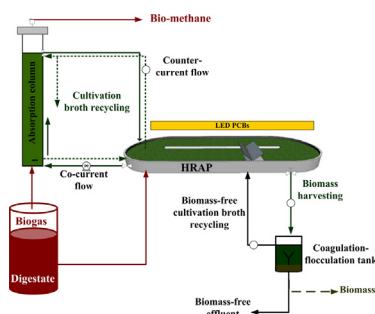 Bio-methane
Counter-
current flow
Absorption column
Cultivation
broth recycling
LED PCBs
HRAP
Co-current
flow
Biomass
harvesting
Biogas
Biomass-free
cultivation broth
recycling
Coagulation-
flocculation tank
Digestate
Biomass
Biomass-free
effluent